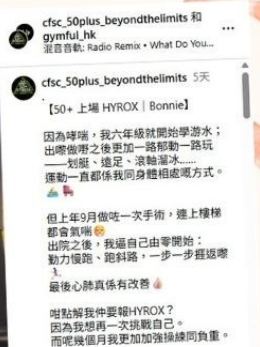 cfsc_50plus_beyondthelimits 和
gymful_hk
混音音軌: Radio Remix • What Do You...
cfsc_50plus_beyondthelimits 5天
【50+ 上場 HYROX｜Bonnie】
因為哮喘，我六年級就開始學游水；
出嚟做嘢之後更加一路郁動一路玩
——划艇、遠足、滾軸溜冰……
運動一直都係我同身體相處嘅方式。
🚣🛼
但上年9月做咗一次手術，連上樓梯
都會氣喘😮
出院之後，我逼自己由零開始：
勤力慢跑、跑斜路，一步一步捱返嚟
🏃‍♀️
最後心肺真係有改善🔥
咁點解我仲要報HYROX？
因為我想再一次挑戰自己。
而呢幾個月我更加加強操練同負重。